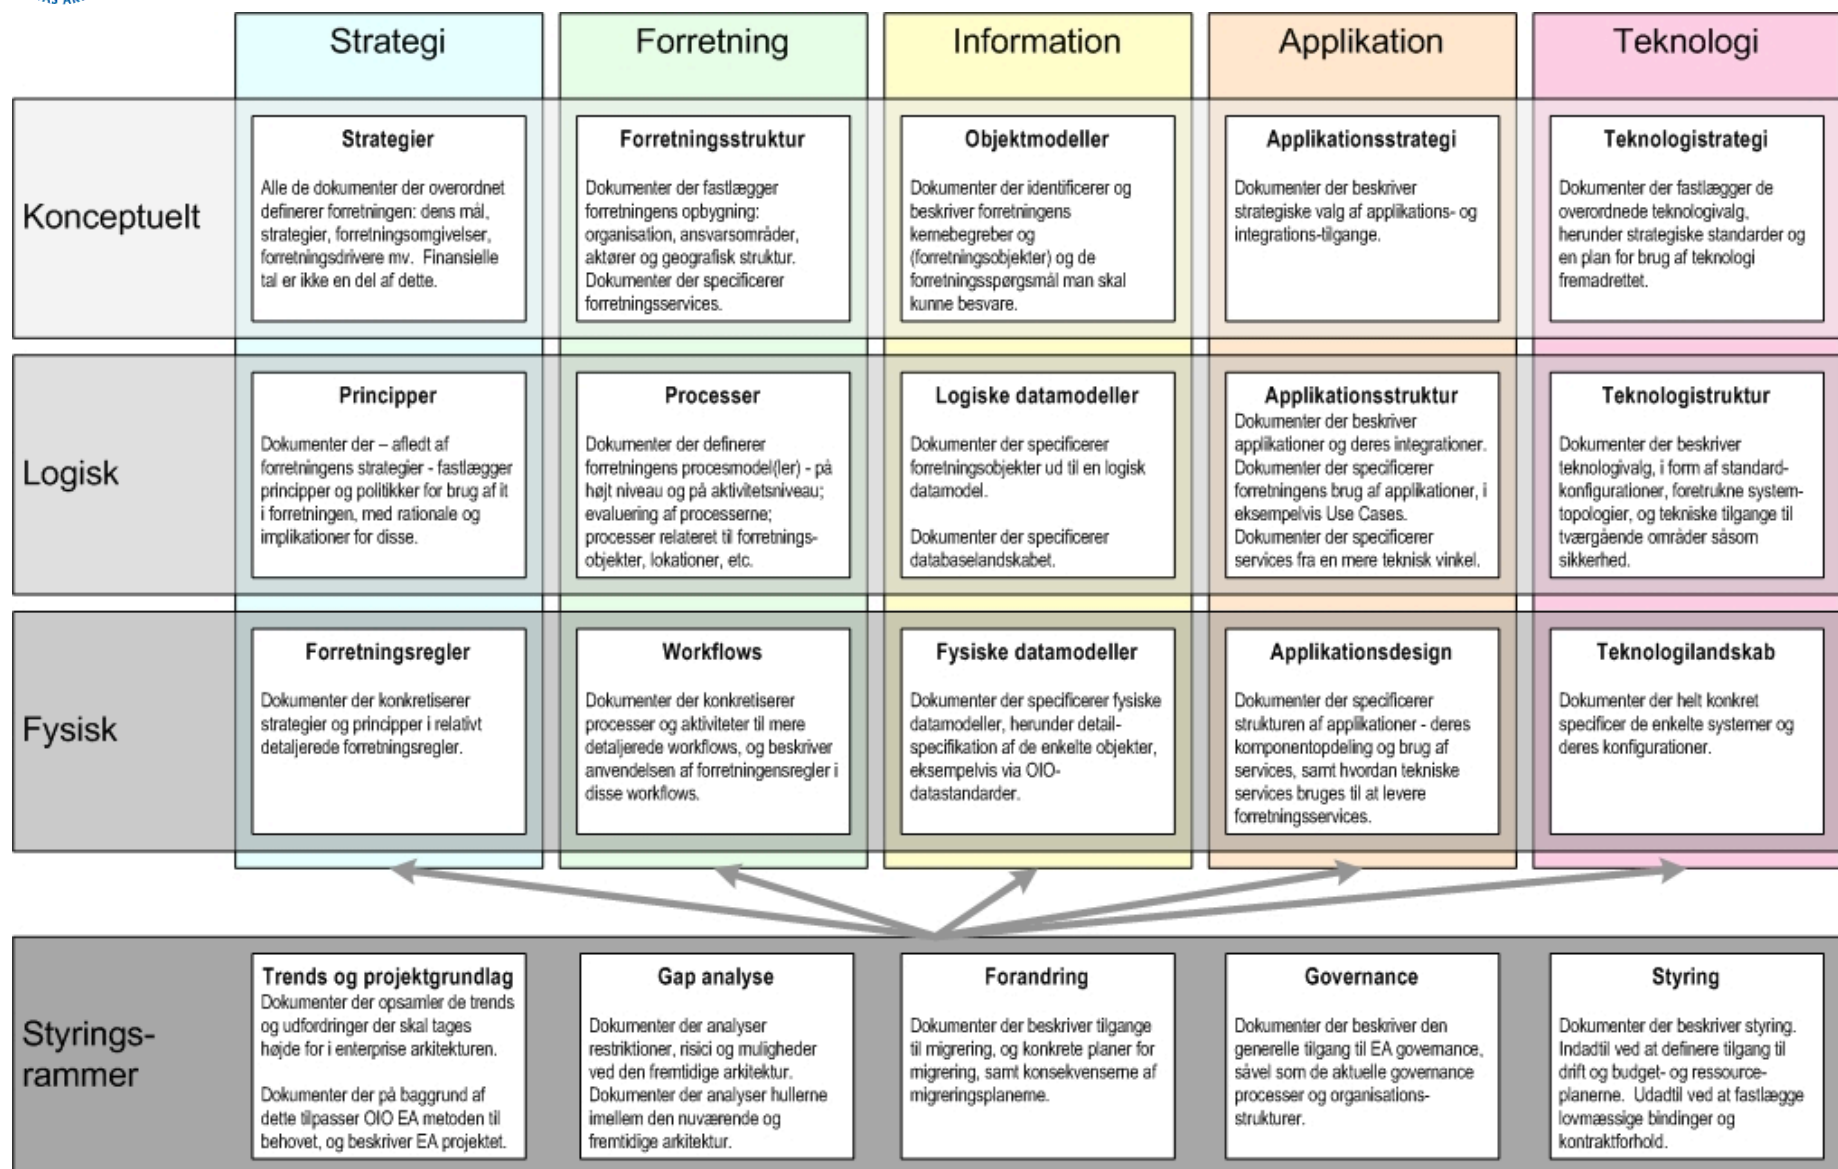 Strategi
Forretning
Information
Applikation
Teknologi
Konceptuelt
Strategier
Alle de dokumenter der overordnet
definerer forretningen: dens mål,
strategier, forretningsomgivelser,
forretningsdrivere mv.  Finansielle
tal er ikke en del af dette.
Forretningsstruktur
Dokumenter der fastlægger
forretningens opbygning:
organisation, ansvarsområder,
aktører og geografisk struktur.
Dokumenter der specificerer
forretningsservices.
Objektmodeller
Dokumenter der identificerer og
beskriver forretningens
kernebegreber og
(forretningsobjekter) og de
forretningsspørgsmål man skal
kunne besvare.
Applikationsstrategi
Dokumenter der beskriver
strategiske valg af applikations- og
integrations-tilgange.
Teknologistrategi
Dokumenter der fastlægger de
overordnede teknologivalg,
herunder strategiske standarder og
en plan for brug af teknologi
fremadrettet.
Logisk
Principper
Dokumenter der – afledt af
forretningens strategier - fastlægger
principper og politikker for brug af it
i forretningen, med rationale og
implikationer for disse.
Processer
Dokumenter der definerer
forretningens procesmodel(ler) - på
højt niveau og på aktivitetsniveau;
evaluering af processerne;
processer relateret til forretnings-
objekter, lokationer, etc.
Logiske datamodeller
Dokumenter der specificerer
forretningsobjekter ud til en logisk
datamodel.
Dokumenter der specificerer
databaselandskabet.
Applikationsstruktur
Dokumenter der beskriver
applikationer og deres integrationer.
Dokumenter der specificerer
forretningens brug af applikationer, i
eksempelvis Use Cases.
Dokumenter der specificerer
services fra en mere teknisk vinkel.
Teknologistruktur
Dokumenter der beskriver
teknologivalg, i form af standard-
konfigurationer, foretrukne system-
topologier, og tekniske tilgange til
tværgående områder såsom
sikkerhed.
Fysisk
Forretningsregler
Dokumenter der konkretiserer
strategier og principper i relativt
detaljerede forretningsregler.
Workflows
Dokumenter der konkretiserer
processer og aktiviteter til mere
detaljerede workflows, og beskriver
anvendelsen af forretningensregler i
disse workflows.
Fysiske datamodeller
Dokumenter der specificerer fysiske
datamodeller, herunder detail-
specifikation af de enkelte objekter,
eksempelvis via OIO-
datastandarder.
Applikationsdesign
Dokumenter der specificerer
strukturen af applikationer - deres
komponentopdeling og brug af
services, samt hvordan tekniske
services bruges til at levere
forretningsservices.
Teknologilandskab
Dokumenter der helt konkret
specificer de enkelte systemer og
deres konfigurationer.
Styrings-
rammer
Trends og projektgrundlag
Dokumenter der opsamler de trends
og udfordringer der skal tages
højde for i enterprise arkitekturen.
Dokumenter der på baggrund af
dette tilpasser OIO EA metoden til
behovet, og beskriver EA projektet.
Gap analyse
Dokumenter der analyser
restriktioner, risici og muligheder
ved den fremtidige arkitektur.
Dokumenter der analyser hullerne
imellem den nuværende og
fremtidige arkitektur.
Forandring
Dokumenter der beskriver tilgange
til migrering, og konkrete planer for
migrering, samt konsekvenserne af
migreringsplanerne.
Governance
Dokumenter der beskriver den
generelle tilgang til EA governance,
såvel som de aktuelle governance
processer og organisations-
strukturer.
Styring
Dokumenter der beskriver styring.
Indadtil ved at definere tilgang til
drift og budget- og ressource-
planerne.  Udadtil ved at fastlægge
lovmæssige bindinger og
kontraktforhold.